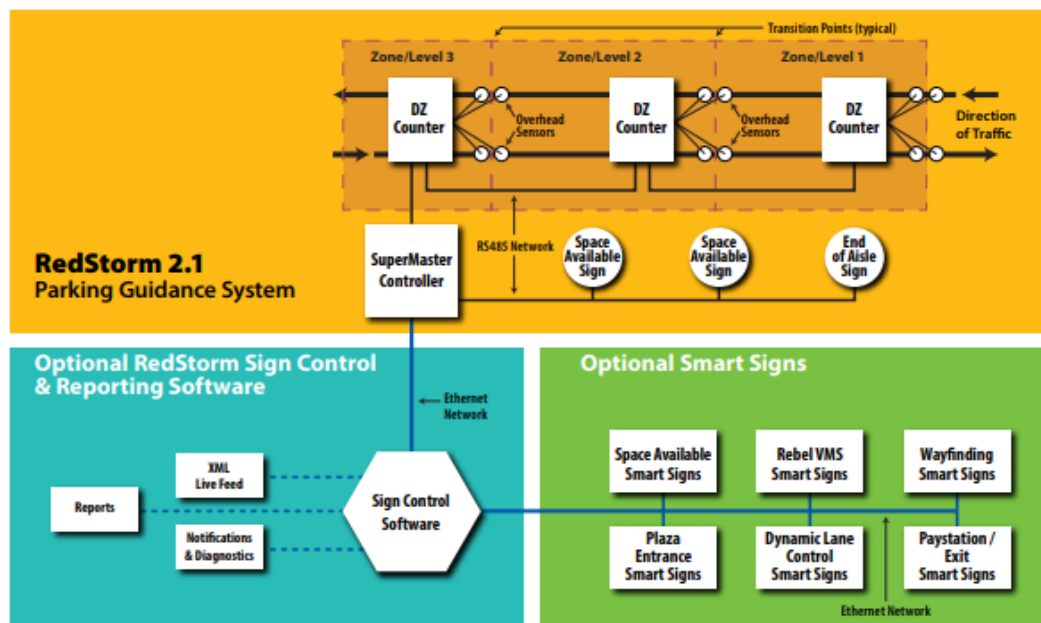 Transition Points (typical)
Zone/Level 3
Zone/Level 2
Zone/Level 1
DZ
Counter
Overhead
Sensors
DZ
Counter
Overhead
Sensors
DZ
Counter
Direction
of Traffic
RS485 Network
RedStorm 2.1
Parking Guidance System
SuperMaster
Controller
Space
Available
Sign
Space
Available
Sign
End
of Aisle
Sign
Optional RedStorm Sign Control
& Reporting Software
Ethernet
Network
XML
Live Feed
Reports
Notifications
& Diagnostics
Sign Control
Software
Optional Smart Signs
Space Available
Smart Signs
Rebel VMS
Smart Signs
Wayfinding
Smart Signs
Plaza
Entrance
Smart Signs
Dynamic Lane
Control
Smart Signs
Paystation /
Exit
Smart Signs
Ethernet Network